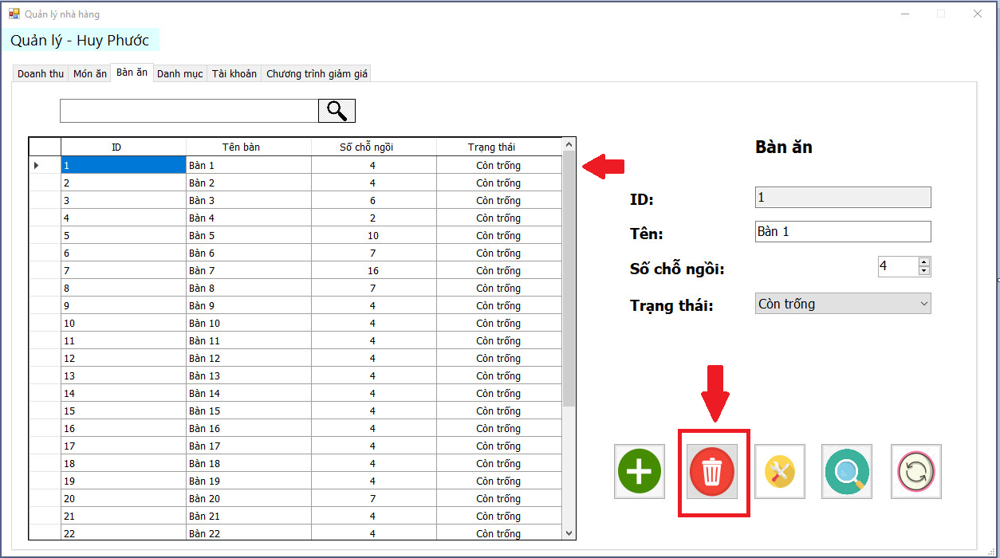 Quản lý nhà hàng
Quản lý - Huy Phước
Doanh thu Món ăn Bàn ăn Danh mục Tài khoản Chương trình giảm giá
ID Tên bàn Số chỗ ngồi Trạng thái
1 Bàn 1 4 Còn trống
2 Bàn 2 4 Còn trống
3 Bàn 3 6 Còn trống
4 Bàn 4 2 Còn trống
5 Bàn 5 10 Còn trống
6 Bàn 6 7 Còn trống
7 Bàn 7 16 Còn trống
8 Bàn 8 7 Còn trống
9 Bàn 9 4 Còn trống
10 Bàn 10 4 Còn trống
11 Bàn 11 4 Còn trống
12 Bàn 12 4 Còn trống
13 Bàn 13 4 Còn trống
14 Bàn 14 4 Còn trống
15 Bàn 15 4 Còn trống
16 Bàn 16 4 Còn trống
17 Bàn 17 4 Còn trống
18 Bàn 18 4 Còn trống
19 Bàn 19 4 Còn trống
20 Bàn 20 7 Còn trống
21 Bàn 21 4 Còn trống
22 Bàn 22 4 Còn trống
Bàn ăn
ID: 1
Tên: Bàn 1
Số chỗ ngồi: 4
Trạng thái: Còn trống